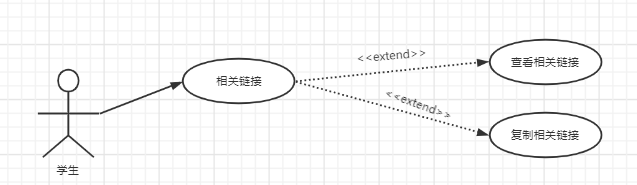 <<extend>>
查看相关链接
相关链接
<<extend>>
复制相关链接
学生